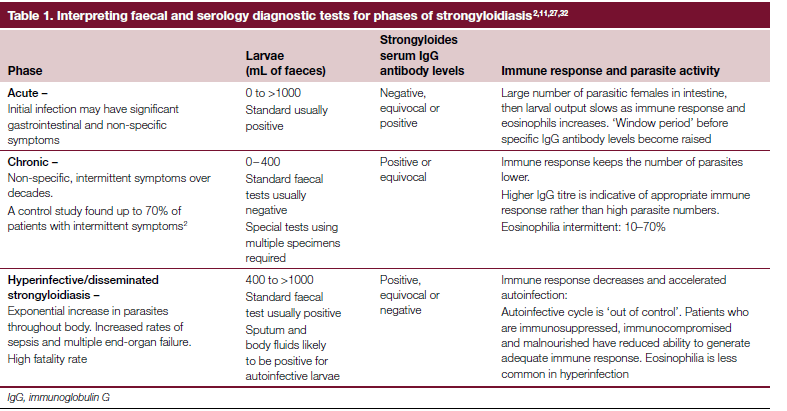 Table 1. Interpreting faecal and serology diagnostic tests for phases of strongyloidiasis2,11,27,32
Phase
Larvae
(mL of faeces)
Strongyloides
serum IgG
antibody levels
Immune response and parasite activity
Acute –
Initial infection may have significant
gastrointestinal and non-specific
symptoms
0 to >1000
Standard usually
positive
Negative,
equivocal or
positive
Large number of parasitic females in intestine,
then larval output slows as immune response and
eosinophils increases. ‘Window period’ before
specific IgG antibody levels become raised
Chronic –
Non-specific, intermittent symptoms over
decades.
A control study found up to 70% of
patients with intermittent symptoms2
0–400
Standard faecal
tests usually
negative
Special tests using
multiple specimens
required
Positive or
equivocal
Immune response keeps the number of parasites
lower.
Higher IgG titre is indicative of appropriate immune
response rather than high parasite numbers.
Eosinophilia intermittent: 10–70%
Hyperinfective/disseminated
strongyloidiasis –
Exponential increase in parasites
throughout body. Increased rates of
sepsis and multiple end-organ failure.
High fatality rate
400 to >1000
Standard faecal
test usually positive
Sputum and
body fluids likely
to be positive for
autoinfective larvae
Positive,
equivocal or
negative
Immune response decreases and accelerated
autoinfection:
Autoinfective cycle is ‘out of control’. Patients who
are immunosuppressed, immunocompromised
and malnourished have reduced ability to generate
adequate immune response. Eosinophilia is less
common in hyperinfection
IgG, immunoglobulin G